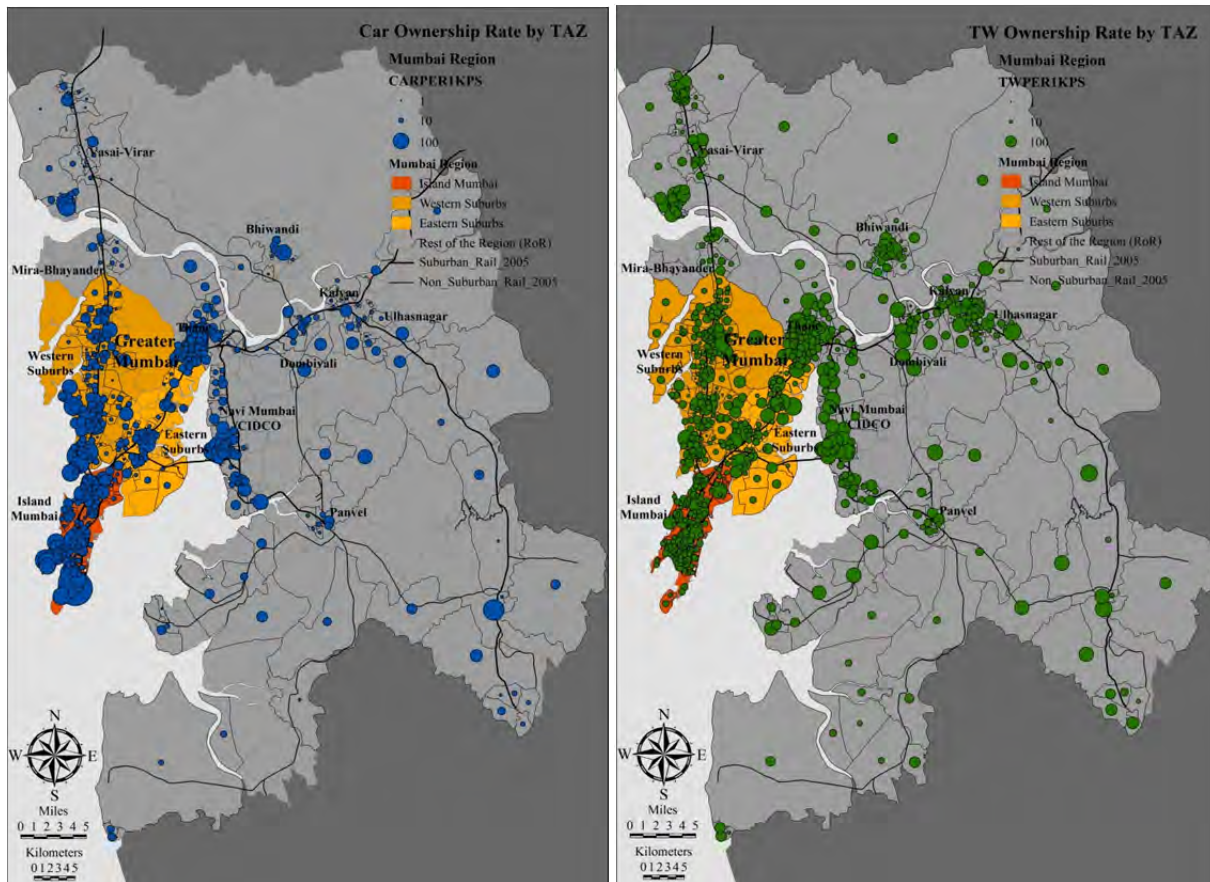 Car Ownership Rate by TAZ
Mumbai Region
CARPER1KPS
1
10
100
Mumbai Region
Island Mumbai
Western Suburbs
Eastern Suburbs
Rest of the Region (RoR)
Suburban_Rail_2005
Non_Suburban_Rail_2005
Vasai-Virar
Bhiwandi
Mira-Bhayander
Kalyan
Ulhasnagar
Thane
Greater
Mumbai
Western
Suburbs
Dombivali
Navi Mumbai
CIDCO
Eastern
Suburbs
Island
Mumbai
Panvel
N
W
E
S
Miles
0 1 2 3 4 5
Kilometers
0 1 2 3 4 5
TW Ownership Rate by TAZ
Mumbai Region
TWPER1KPS
1
10
100
Mumbai Region
Island Mumbai
Western Suburbs
Eastern Suburbs
Rest of the Region (RoR)
Suburban_Rail_2005
Non_Suburban_Rail_2005
Vasai-Virar
Bhiwandi
Mira-Bhayander
Kalyan
Ulhasnagar
Thane
Greater
Mumbai
Western
Suburbs
Dombivali
Navi Mumbai
CIDCO
Eastern
Suburbs
Island
Mumbai
Panvel
N
W
E
S
Miles
0 1 2 3 4 5
Kilometers
0 1 2 3 4 5